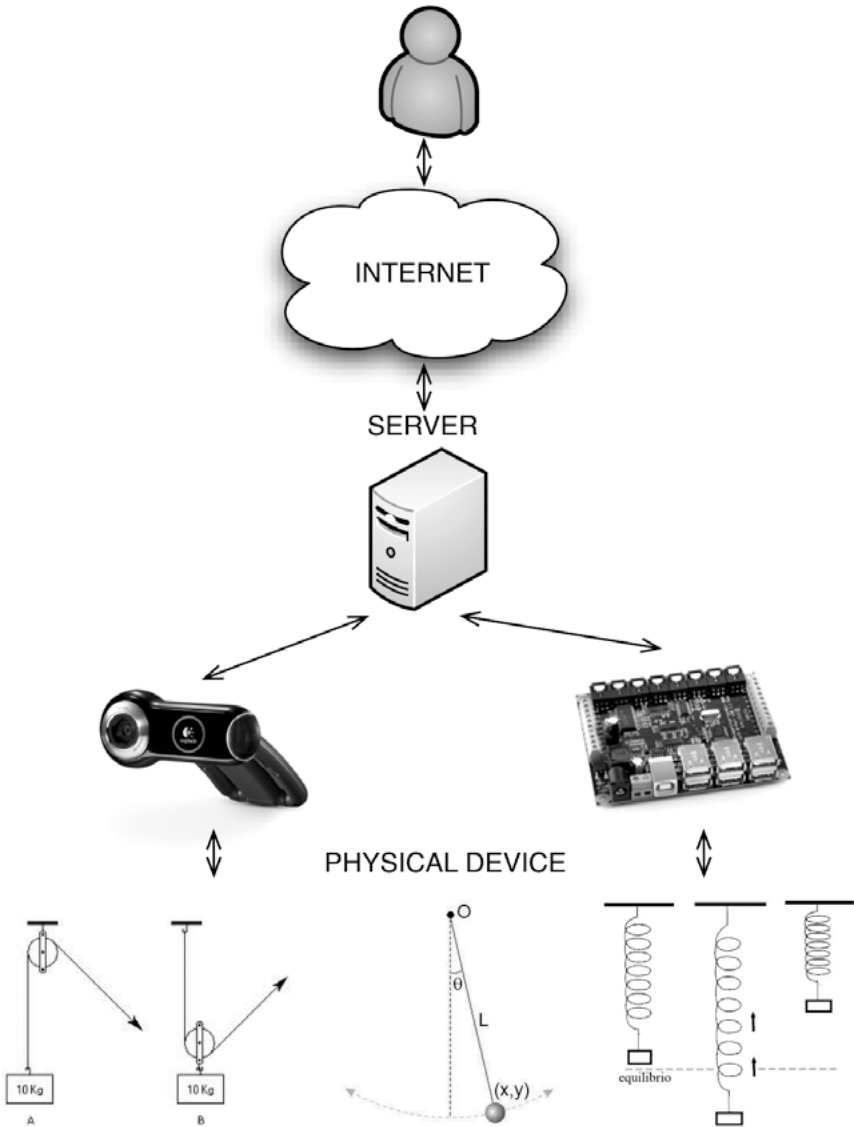 INTERNET
SERVER
PHYSICAL DEVICE
O
θ
L
(x,y)
10 Kg
A
10 Kg
B
equilibrio